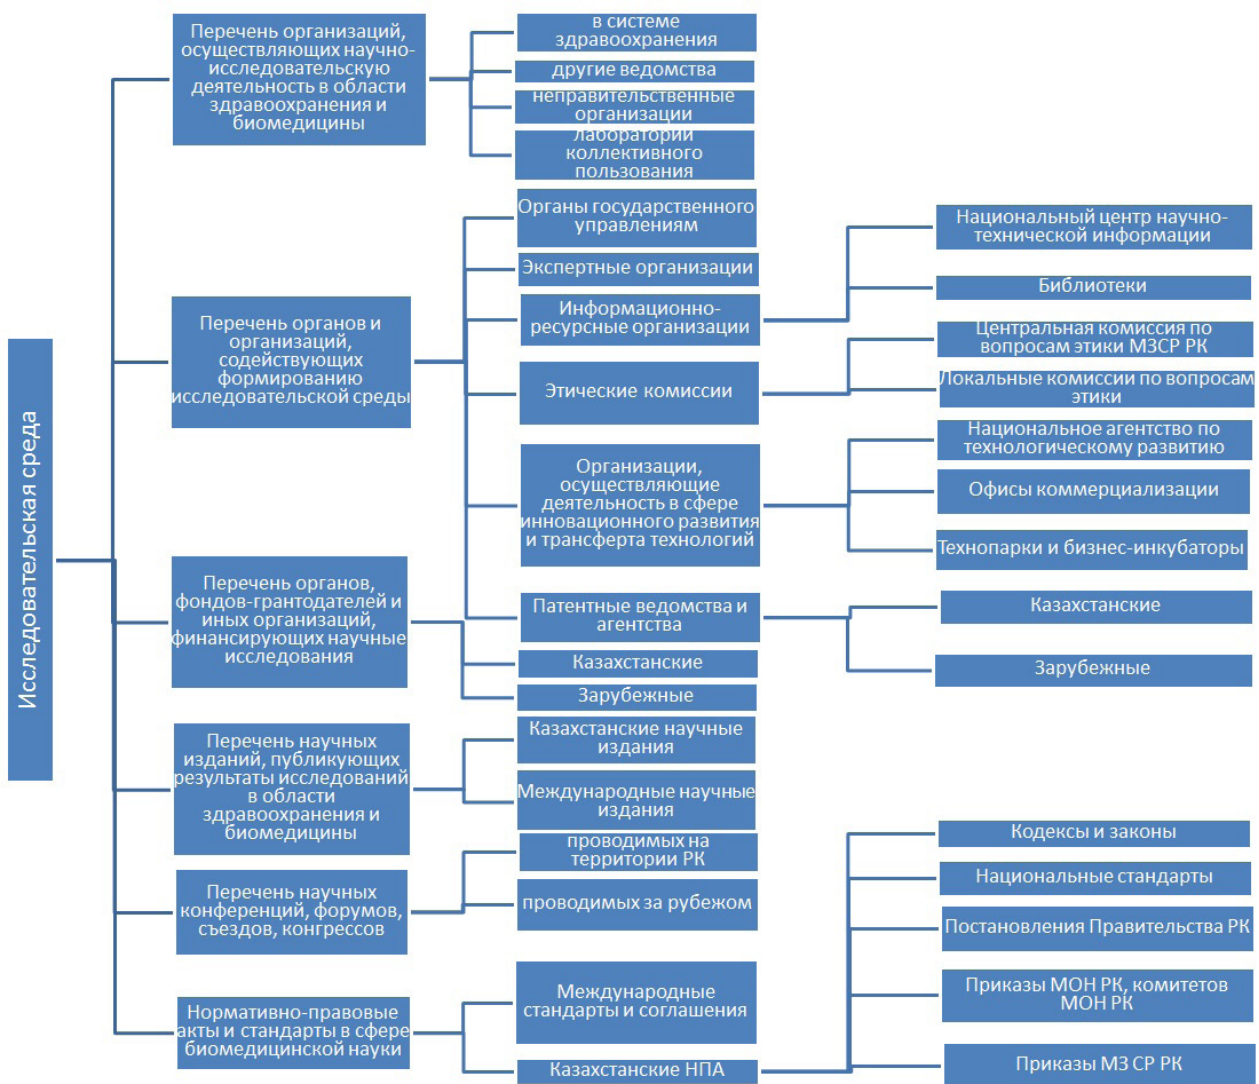 Исследовательская среда
Перечень организаций,
осуществляющих научно-
исследовательскую
деятельность в области
здравоохранения и
биомедицины
в системе
здравоохранения
другие ведомства
неправительственные
организации
лаборатории
коллективного
пользования
Перечень органов и
организаций,
содействующих
формированию
исследовательской среды
Органы государственного
управлениям
Экспертные организации
Информационно-
ресурсные организации
Национальный центр научно-
технической информации
Библиотеки
Этические комиссии
Центральная комиссия по
вопросам этики МЗСР РК
Локальные комиссии по вопросам
этики
Организации,
осуществляющие
деятельность в сфере
инновационного развития
и трансферта технологий
Национальное агентство по
технологическому развитию
Офисы коммерциализации
Технопарки и бизнес-инкубаторы
Патентные ведомства и
агентства
Казахстанские
Зарубежные
Перечень органов,
фондов-грантодателей и
иных организаций,
финансирующих научные
исследования
Казахстанские
Зарубежные
Перечень научных
изданий, публикующих
результаты исследований
в области
здравоохранения и
биомедицины
Казахстанские научные
издания
Международные научные
издания
Перечень научных
конференций, форумов,
съездов, конгрессов
проводимых на
территории РК
проводимых за рубежом
Нормативно-правовые
акты и стандарты в сфере
биомедицинской науки
Международные
стандарты и соглашения
Казахстанские НПА
Кодексы и законы
Национальные стандарты
Постановления Правительства РК
Приказы МОН РК, комитетов
МОН РК
Приказы МЗ СР РК